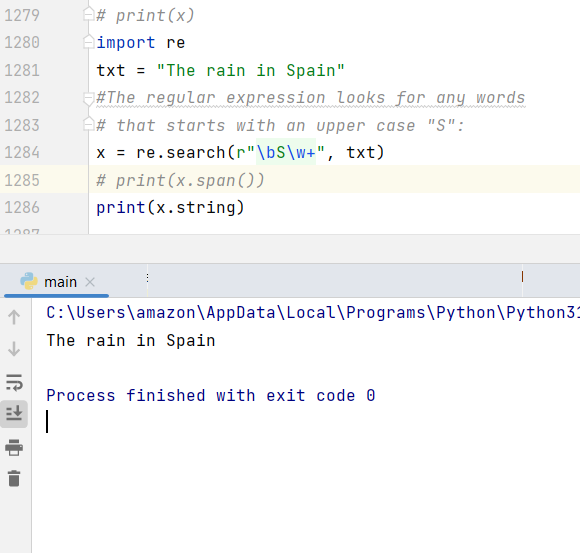 1279 # print(x)
1280 import re
1281 txt = "The rain in Spain"
1282 #The regular expression looks for any words
1283 # that starts with an upper case "S":
1284 x = re.search(r"\bS\w+", txt)
1285 # print(x.span())
1286 print(x.string)
1287
main
C:\Users\amazon\AppData\Local\Programs\Python\Python31
The rain in Spain
Process finished with exit code 0